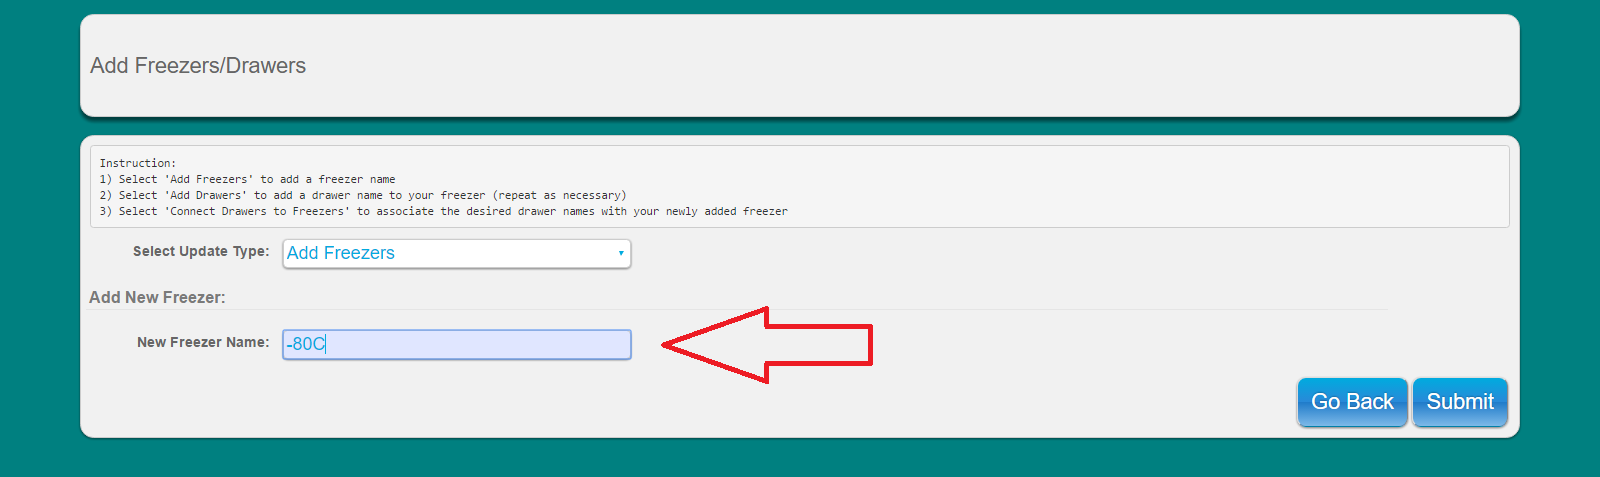 Add Freezers/Drawers
Instruction:
1) Select 'Add Freezers' to add a freezer name
2) Select 'Add Drawers' to add a drawer name to your freezer (repeat as necessary)
3) Select 'Connect Drawers to Freezers' to associate the desired drawer names with your newly added freezer
Select Update Type: Add Freezers
Add New Freezer:
New Freezer Name: -80C
Go Back Submit